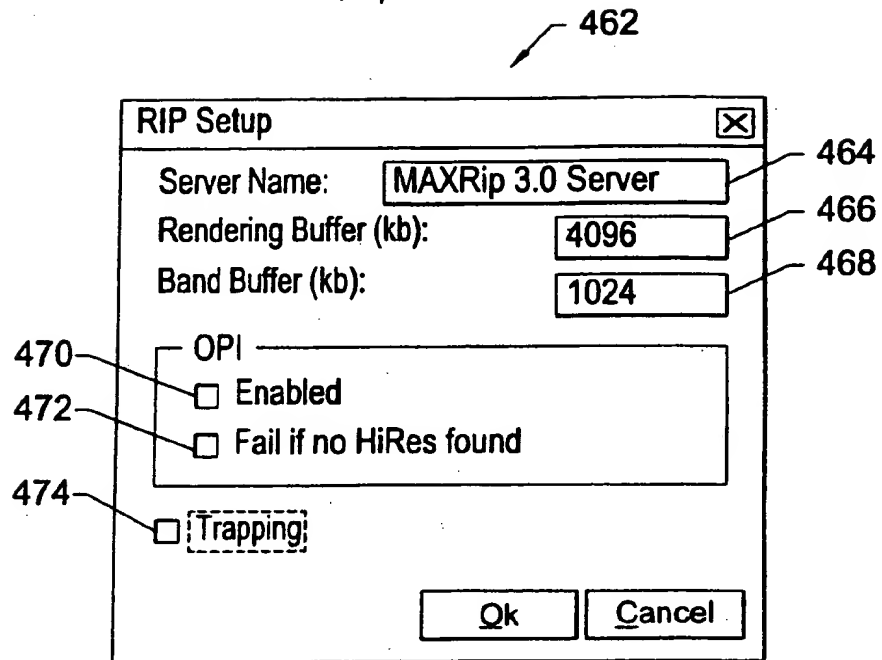 462
RIP Setup
Server Name: MAXRip 3.0 Server 464
Rendering Buffer (kb): 4096 466
Band Buffer (kb): 1024 468
OPI
470 Enabled
472 Fail if no HiRes found
474 Trapping
Ok Cancel